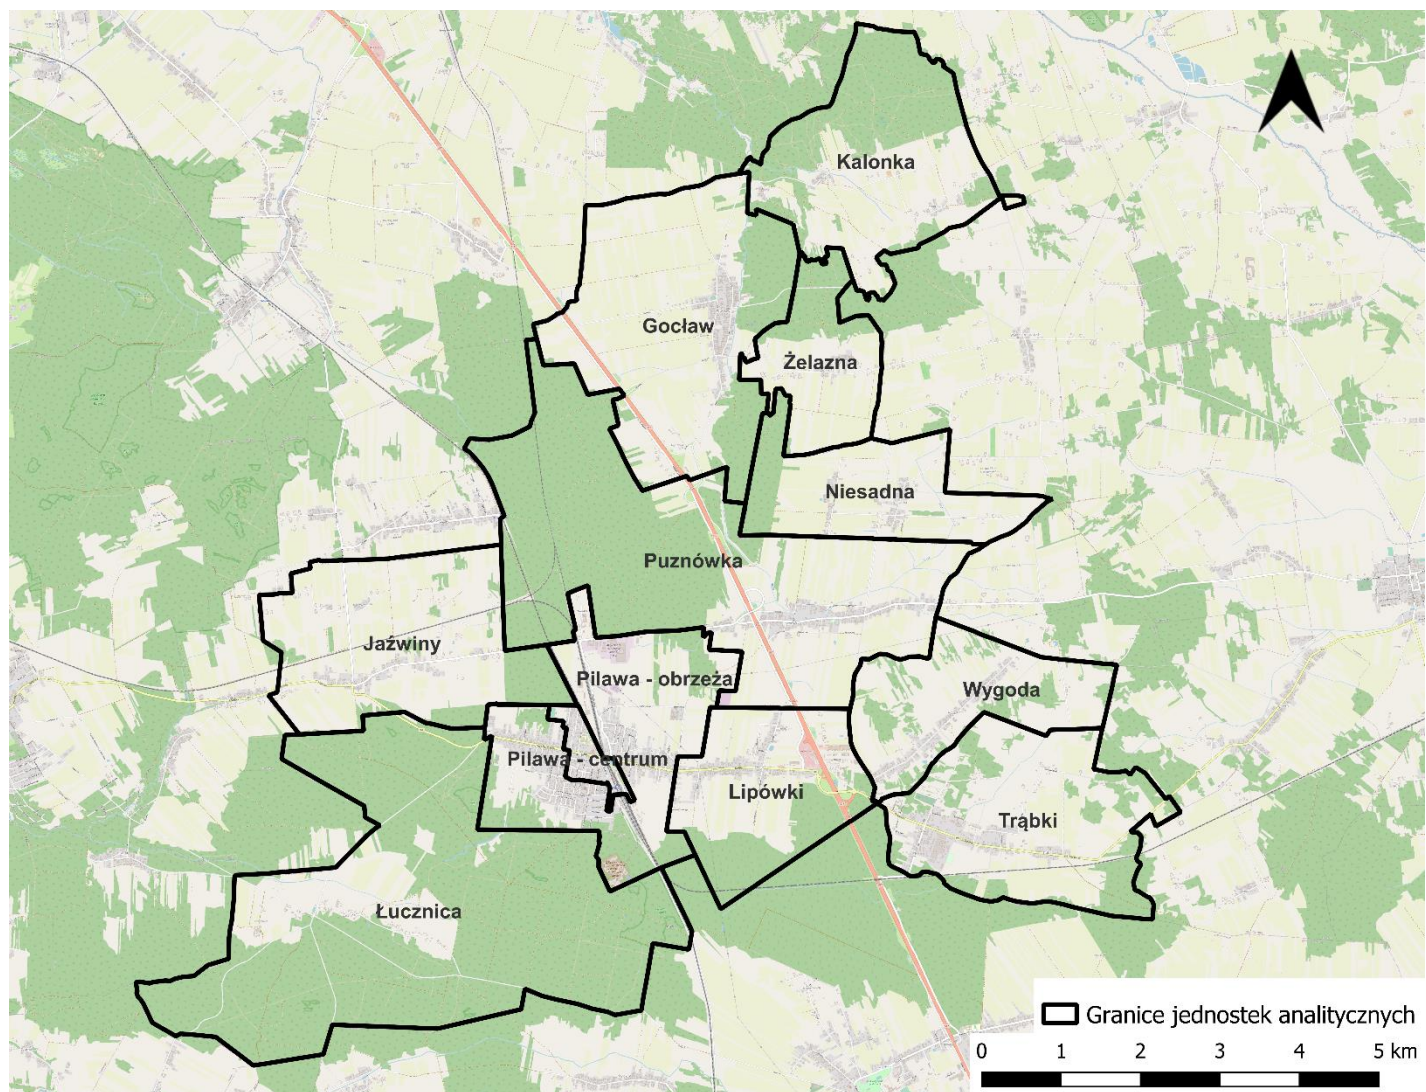 Kalonka
Gocław
Żelazna
Niesadna
Puznówka
Jaźwiny
Pilawa - obrzeża
Wygoda
Pilawa - centrum
Lipówki
Trąbki
Łucznica
Granice jednostek analitycznych
0 1 2 3 4 5 km